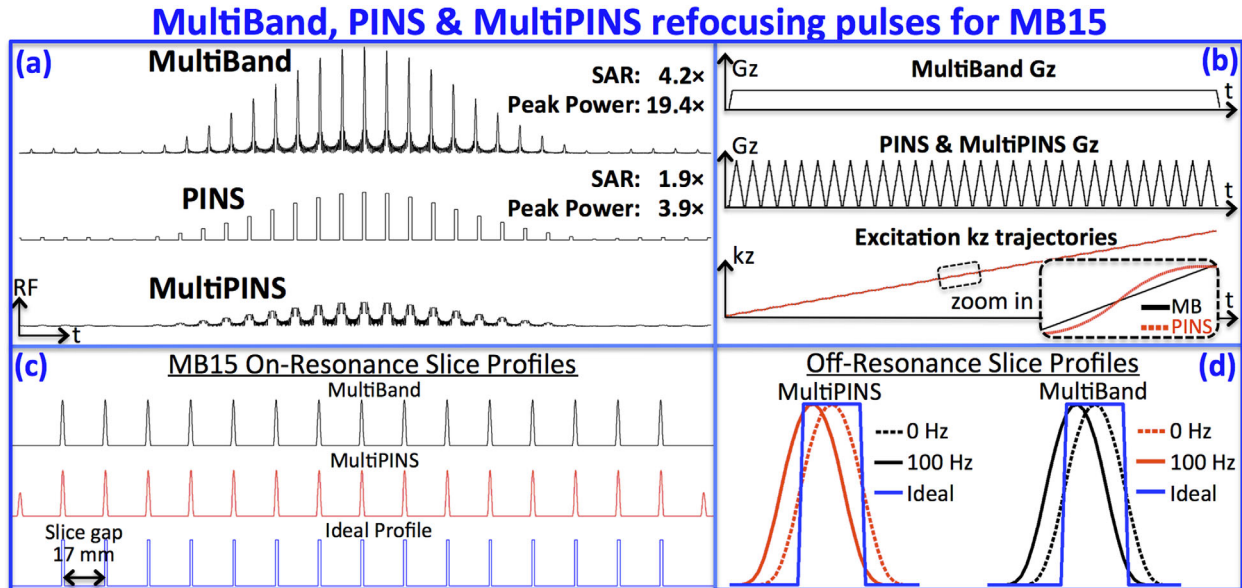 MultiBand, PINS & MultiPINS refocusing pulses for MB15
(a)
MultiBand
SAR: 4.2×
Peak Power: 19.4×
PINS
SAR: 1.9×
Peak Power: 3.9×
MultiPINS
RF
t
(b)
Gz
MultiBand Gz
t
Gz
PINS & MultiPINS Gz
t
Excitation kz trajectories
kz
zoom in
MB
PINS
t
(c)
MB15 On-Resonance Slice Profiles
MultiBand
MultiPINS
Ideal Profile
Slice gap
17 mm
Off-Resonance Slice Profiles
(d)
MultiPINS
MultiBand
0 Hz
100 Hz
Ideal
0 Hz
100 Hz
Ideal